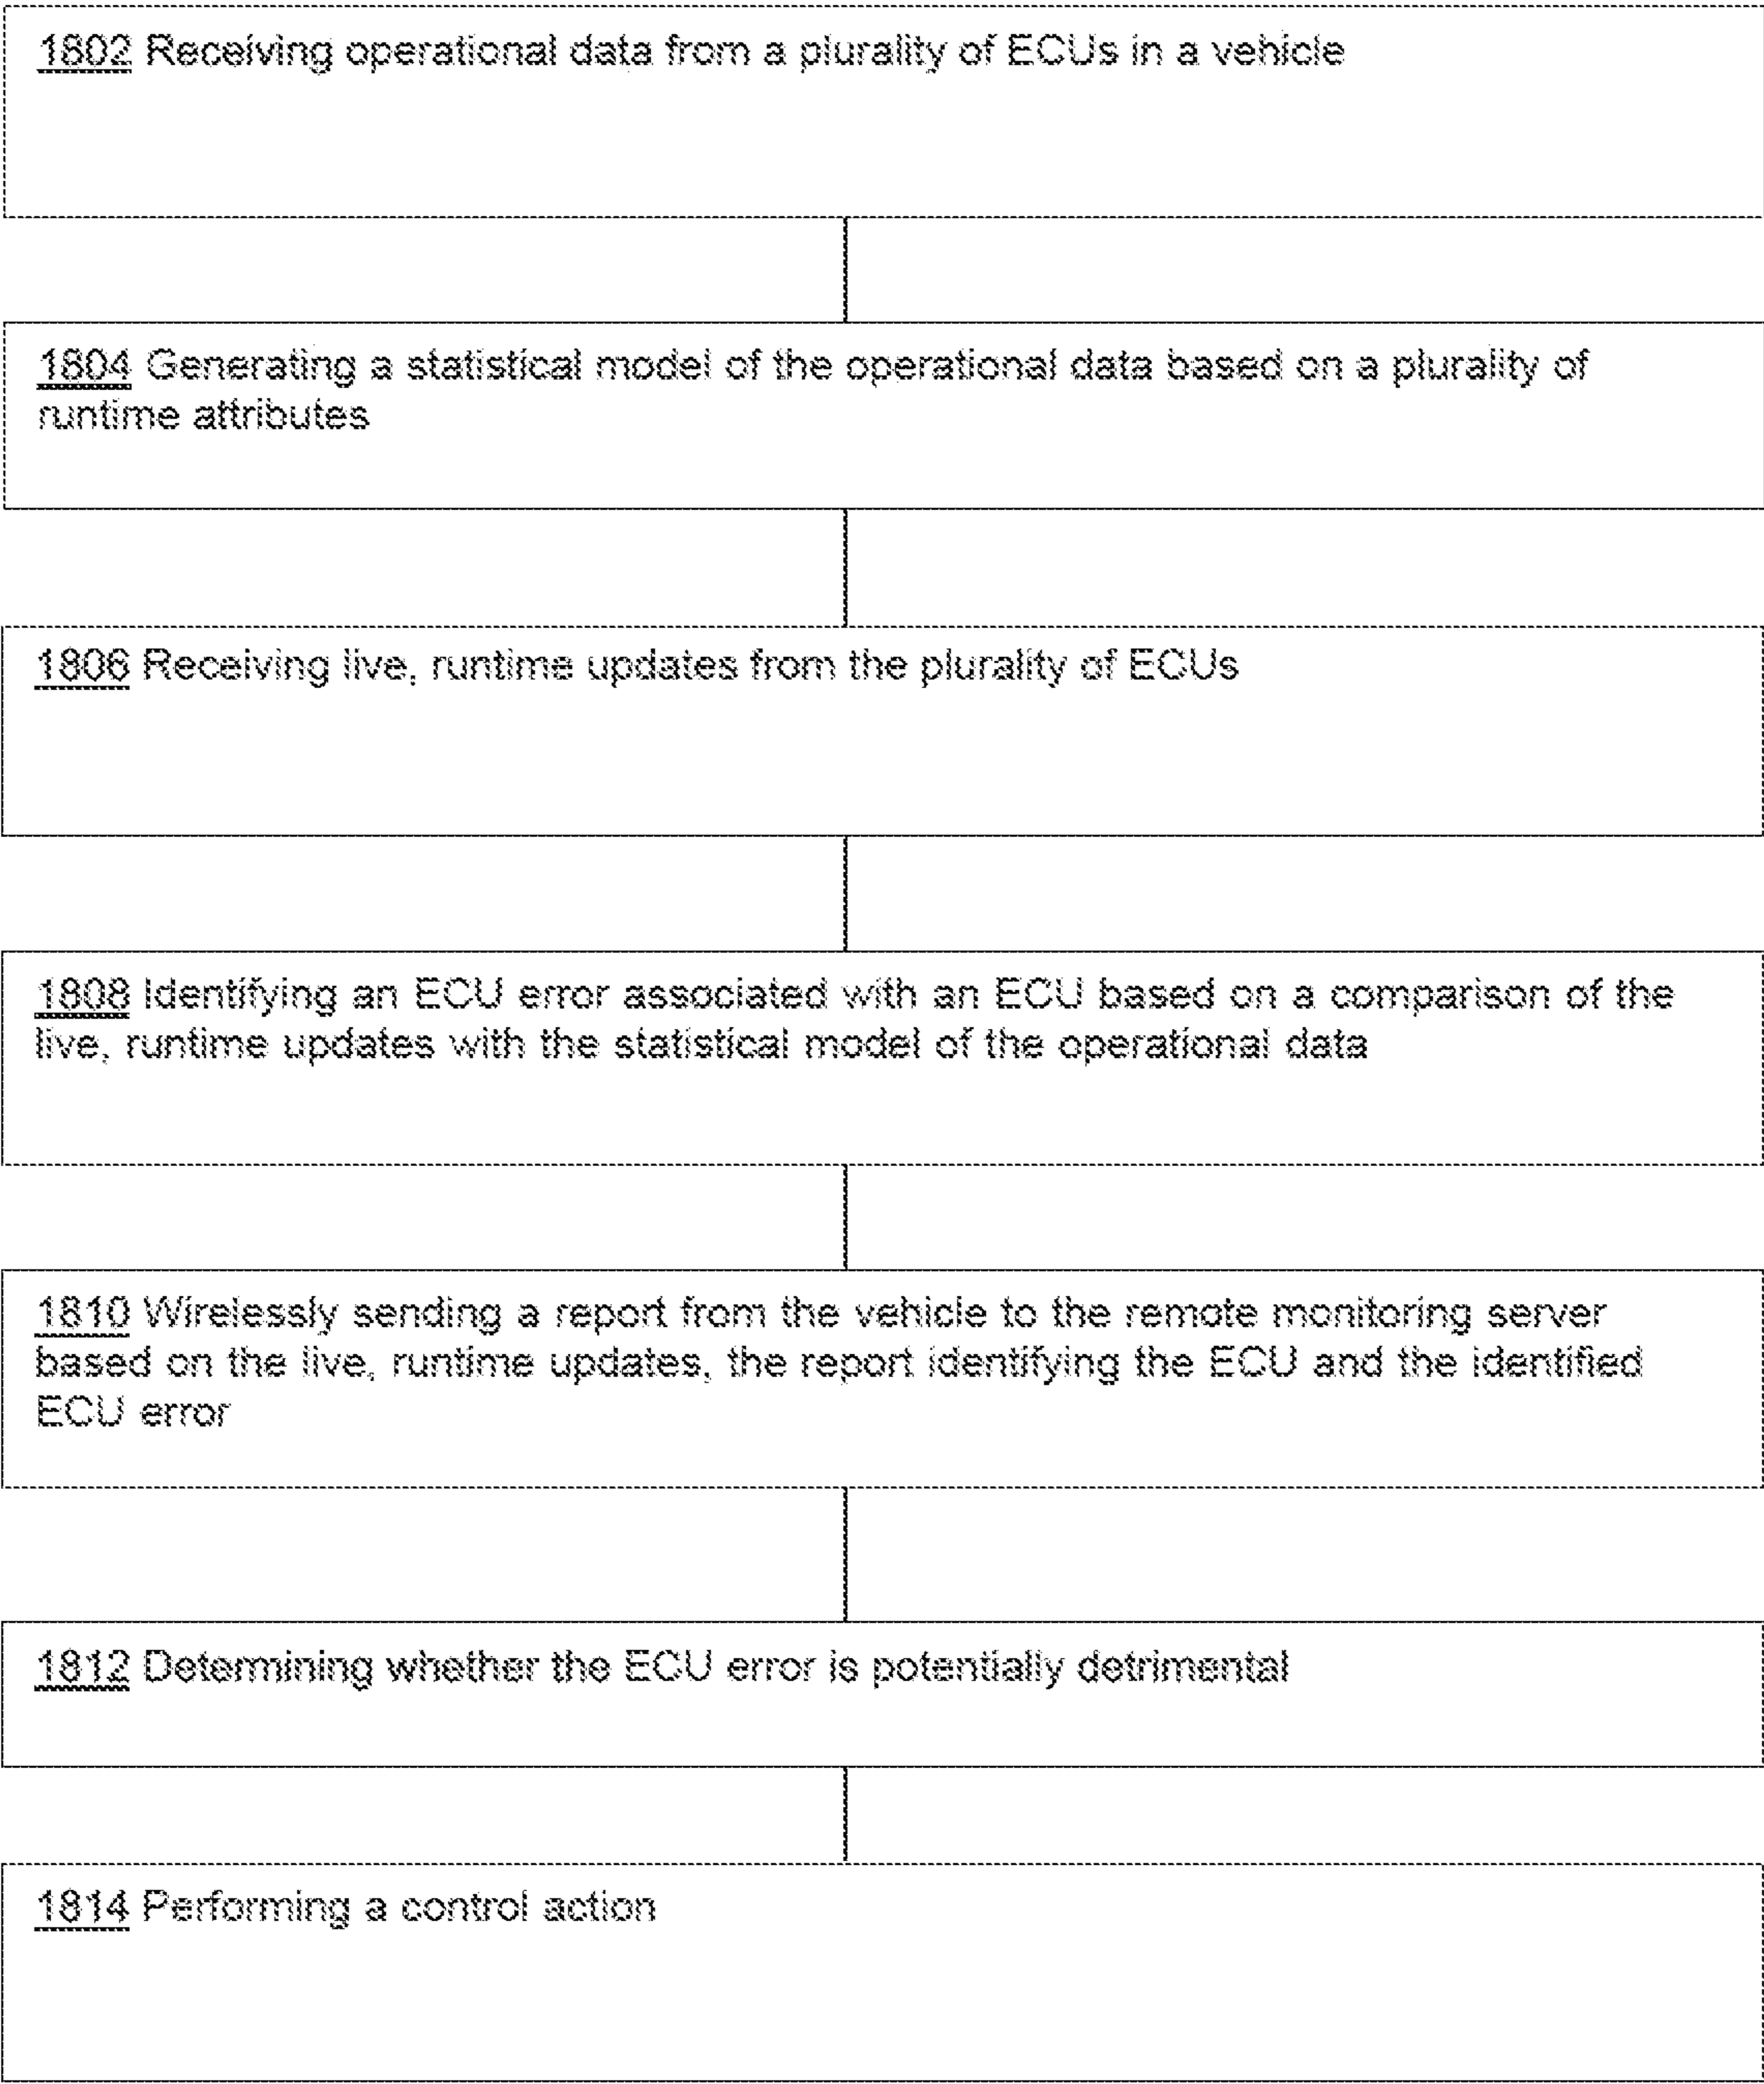 1802 Receiving operational data from a plurality of ECUs in a vehicle
1804 Generating a statistical model of the operational data based on a plurality of
runtime attributes
1806 Receiving live, runtime updates from the plurality of ECUs
1808 Identifying an ECU error associated with an ECU based on a comparison of the
live, runtime updates with the statistical model of the operational data
1810 Wirelessly sending a report from the vehicle to the remote monitoring server
based on the live, runtime updates, the report identifying the ECU and the identified
ECU error
1812 Determining whether the ECU error is potentially detrimental
1814 Performing a control action